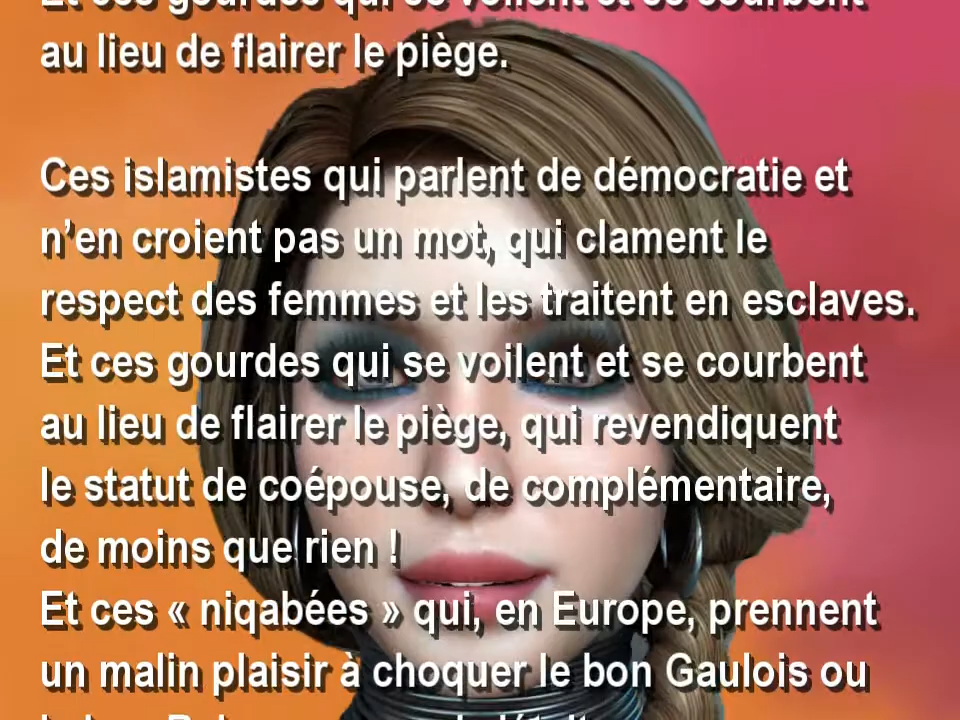 Et ces gourdes qui se voilent et se courbent
au lieu de flairer le piège.
Ces islamistes qui parlent de démocratie et
n’en croient pas un mot, qui clament le
respect des femmes et les traitent en esclaves.
Et ces gourdes qui se voilent et se courbent
au lieu de flairer le piège, qui revendiquent
le statut de coépouse, de complémentaire,
de moins que rien !
Et ces « niqabées » qui, en Europe, prennent
un malin plaisir à choquer le bon Gaulois ou